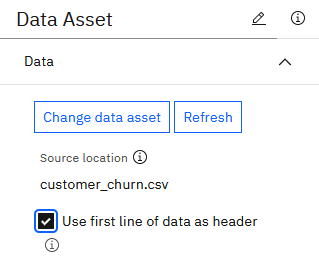 Data Asset
Data
Change data asset Refresh
Source location
customer_churn.csv
Use first line of data as header